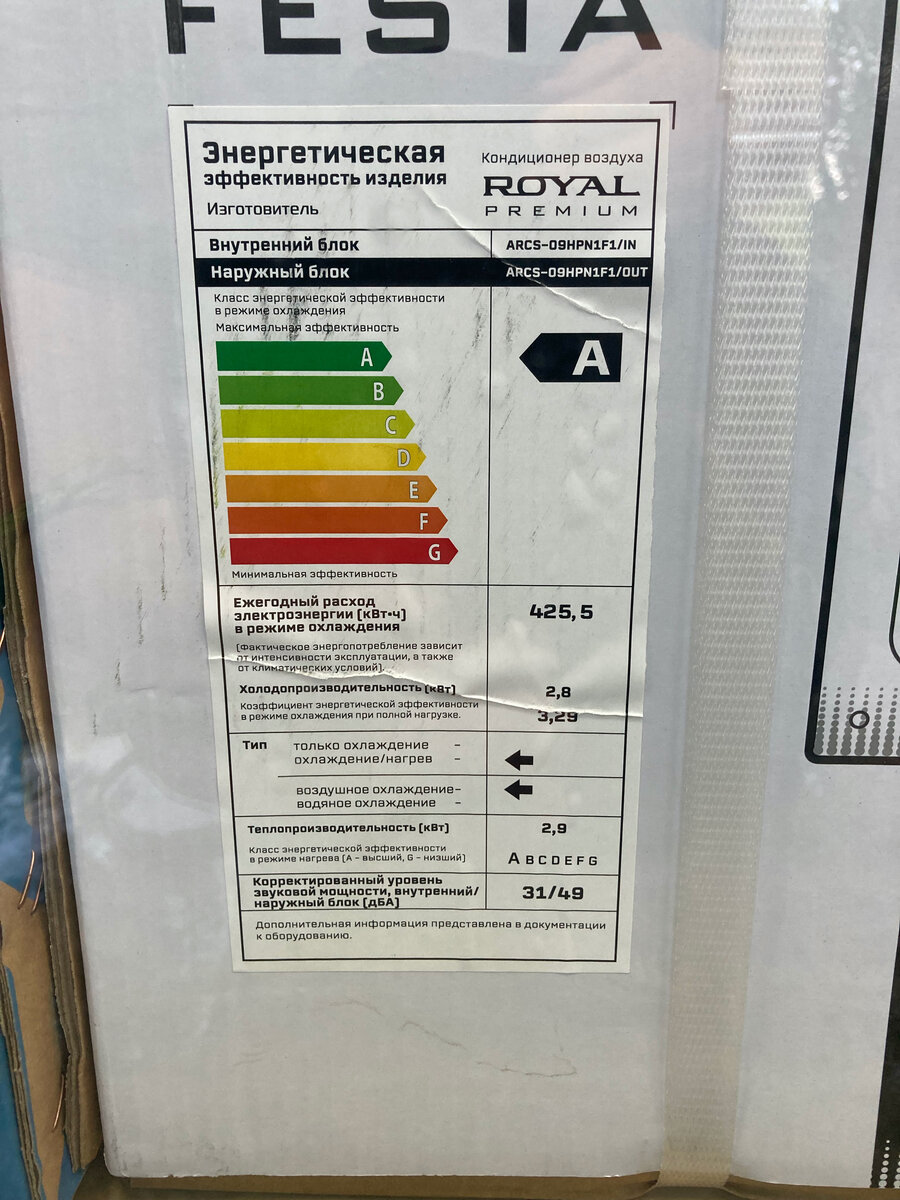 FESTA
Энергетическая
эффективность изделия
Изготовитель
Кондиционер воздуха
ROYAL
PREMIUM
Внутренний блок ARCS-09HPN1F1/IN
Наружный блок ARCS-09HPN1F1/OUT
Класс энергетической эффективности
в режиме охлаждения
Максимальная эффективность
A
A
B
C
D
E
F
G
Минимальная эффективность
Ежегодный расход
электроэнергии (кВт•ч)
в режиме охлаждения
425,5
(Фактическое энергопотребление зависит
от интенсивности эксплуатации, а также
от климатических условий).
Холодопроизводительность (кВт) 2,8
Коэффициент энергетической эффективности
в режиме охлаждения при полной нагрузке. 3,29
Тип только охлаждение –
охлаждение/нагрев –
воздушное охлаждение–
водяное охлаждение –
Теплопроизводительность (кВт) 2,9
Класс энергетической эффективности
в режиме нагрева (A – высший, G – низший) A B C D E F G
Корректированный уровень
звуковой мощности, внутренний/
наружный блок (дБА)
31/49
Дополнительная информация представлена в документации
к оборудованию.